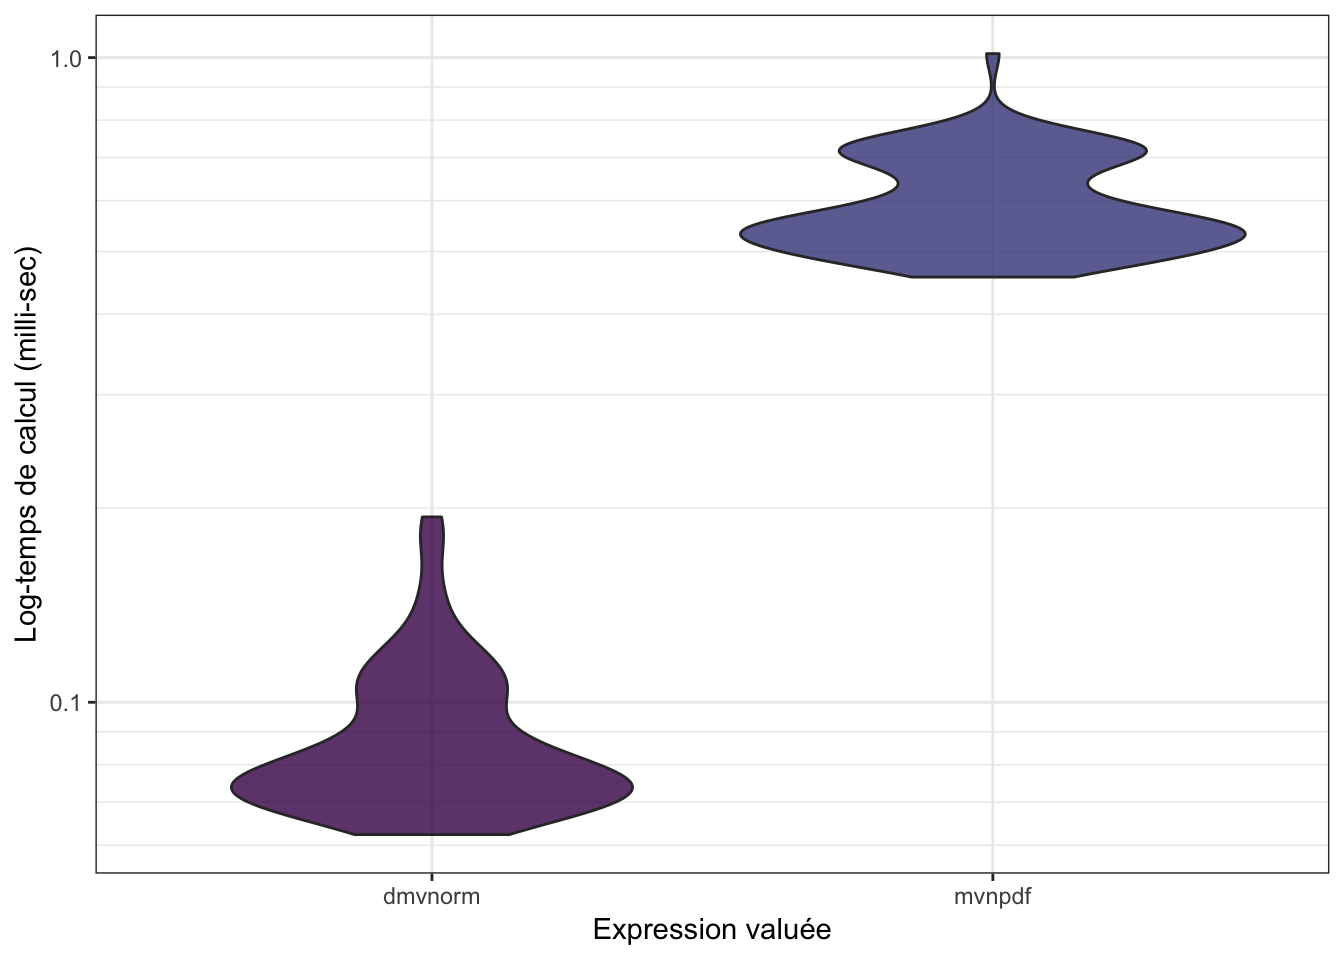 1.0
0.1
Log-temps de calcul (milli-sec)
dmvnorm
mvnpdf
Expression valuée